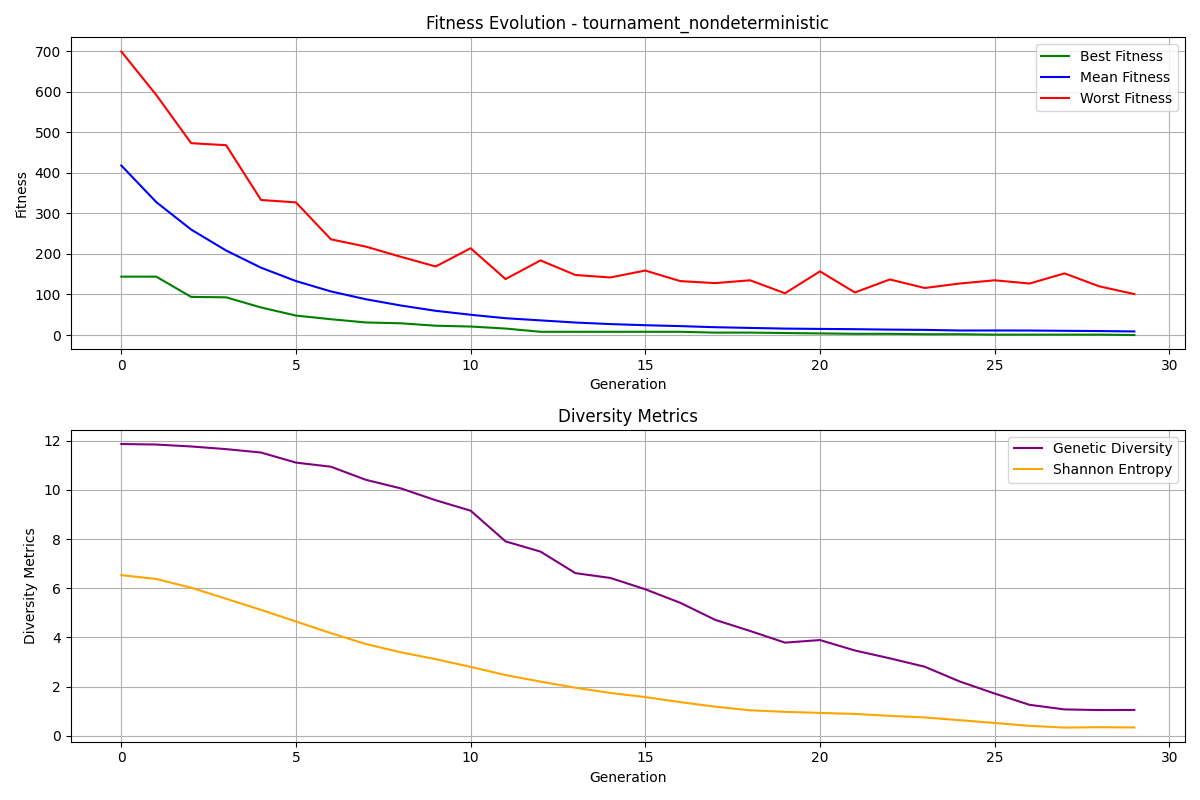 Fitness Evolution - tournament_nondeterministic
Fitness
700
600
500
400
300
200
100
0
Best Fitness
Mean Fitness
Worst Fitness
0 5 10 15 20 25 30
Generation
Diversity Metrics
Diversity Metrics
12
10
8
6
4
2
0
Genetic Diversity
Shannon Entropy
0 5 10 15 20 25 30
Generation